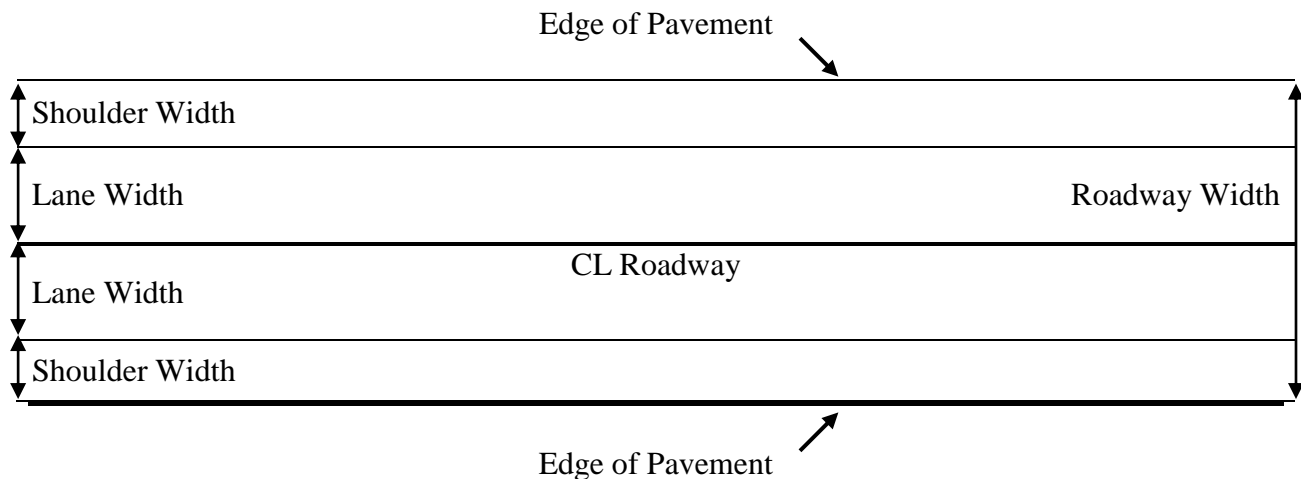 Edge of Pavement
Shoulder Width
Lane Width
Roadway Width
CL Roadway
Lane Width
Shoulder Width
Edge of Pavement